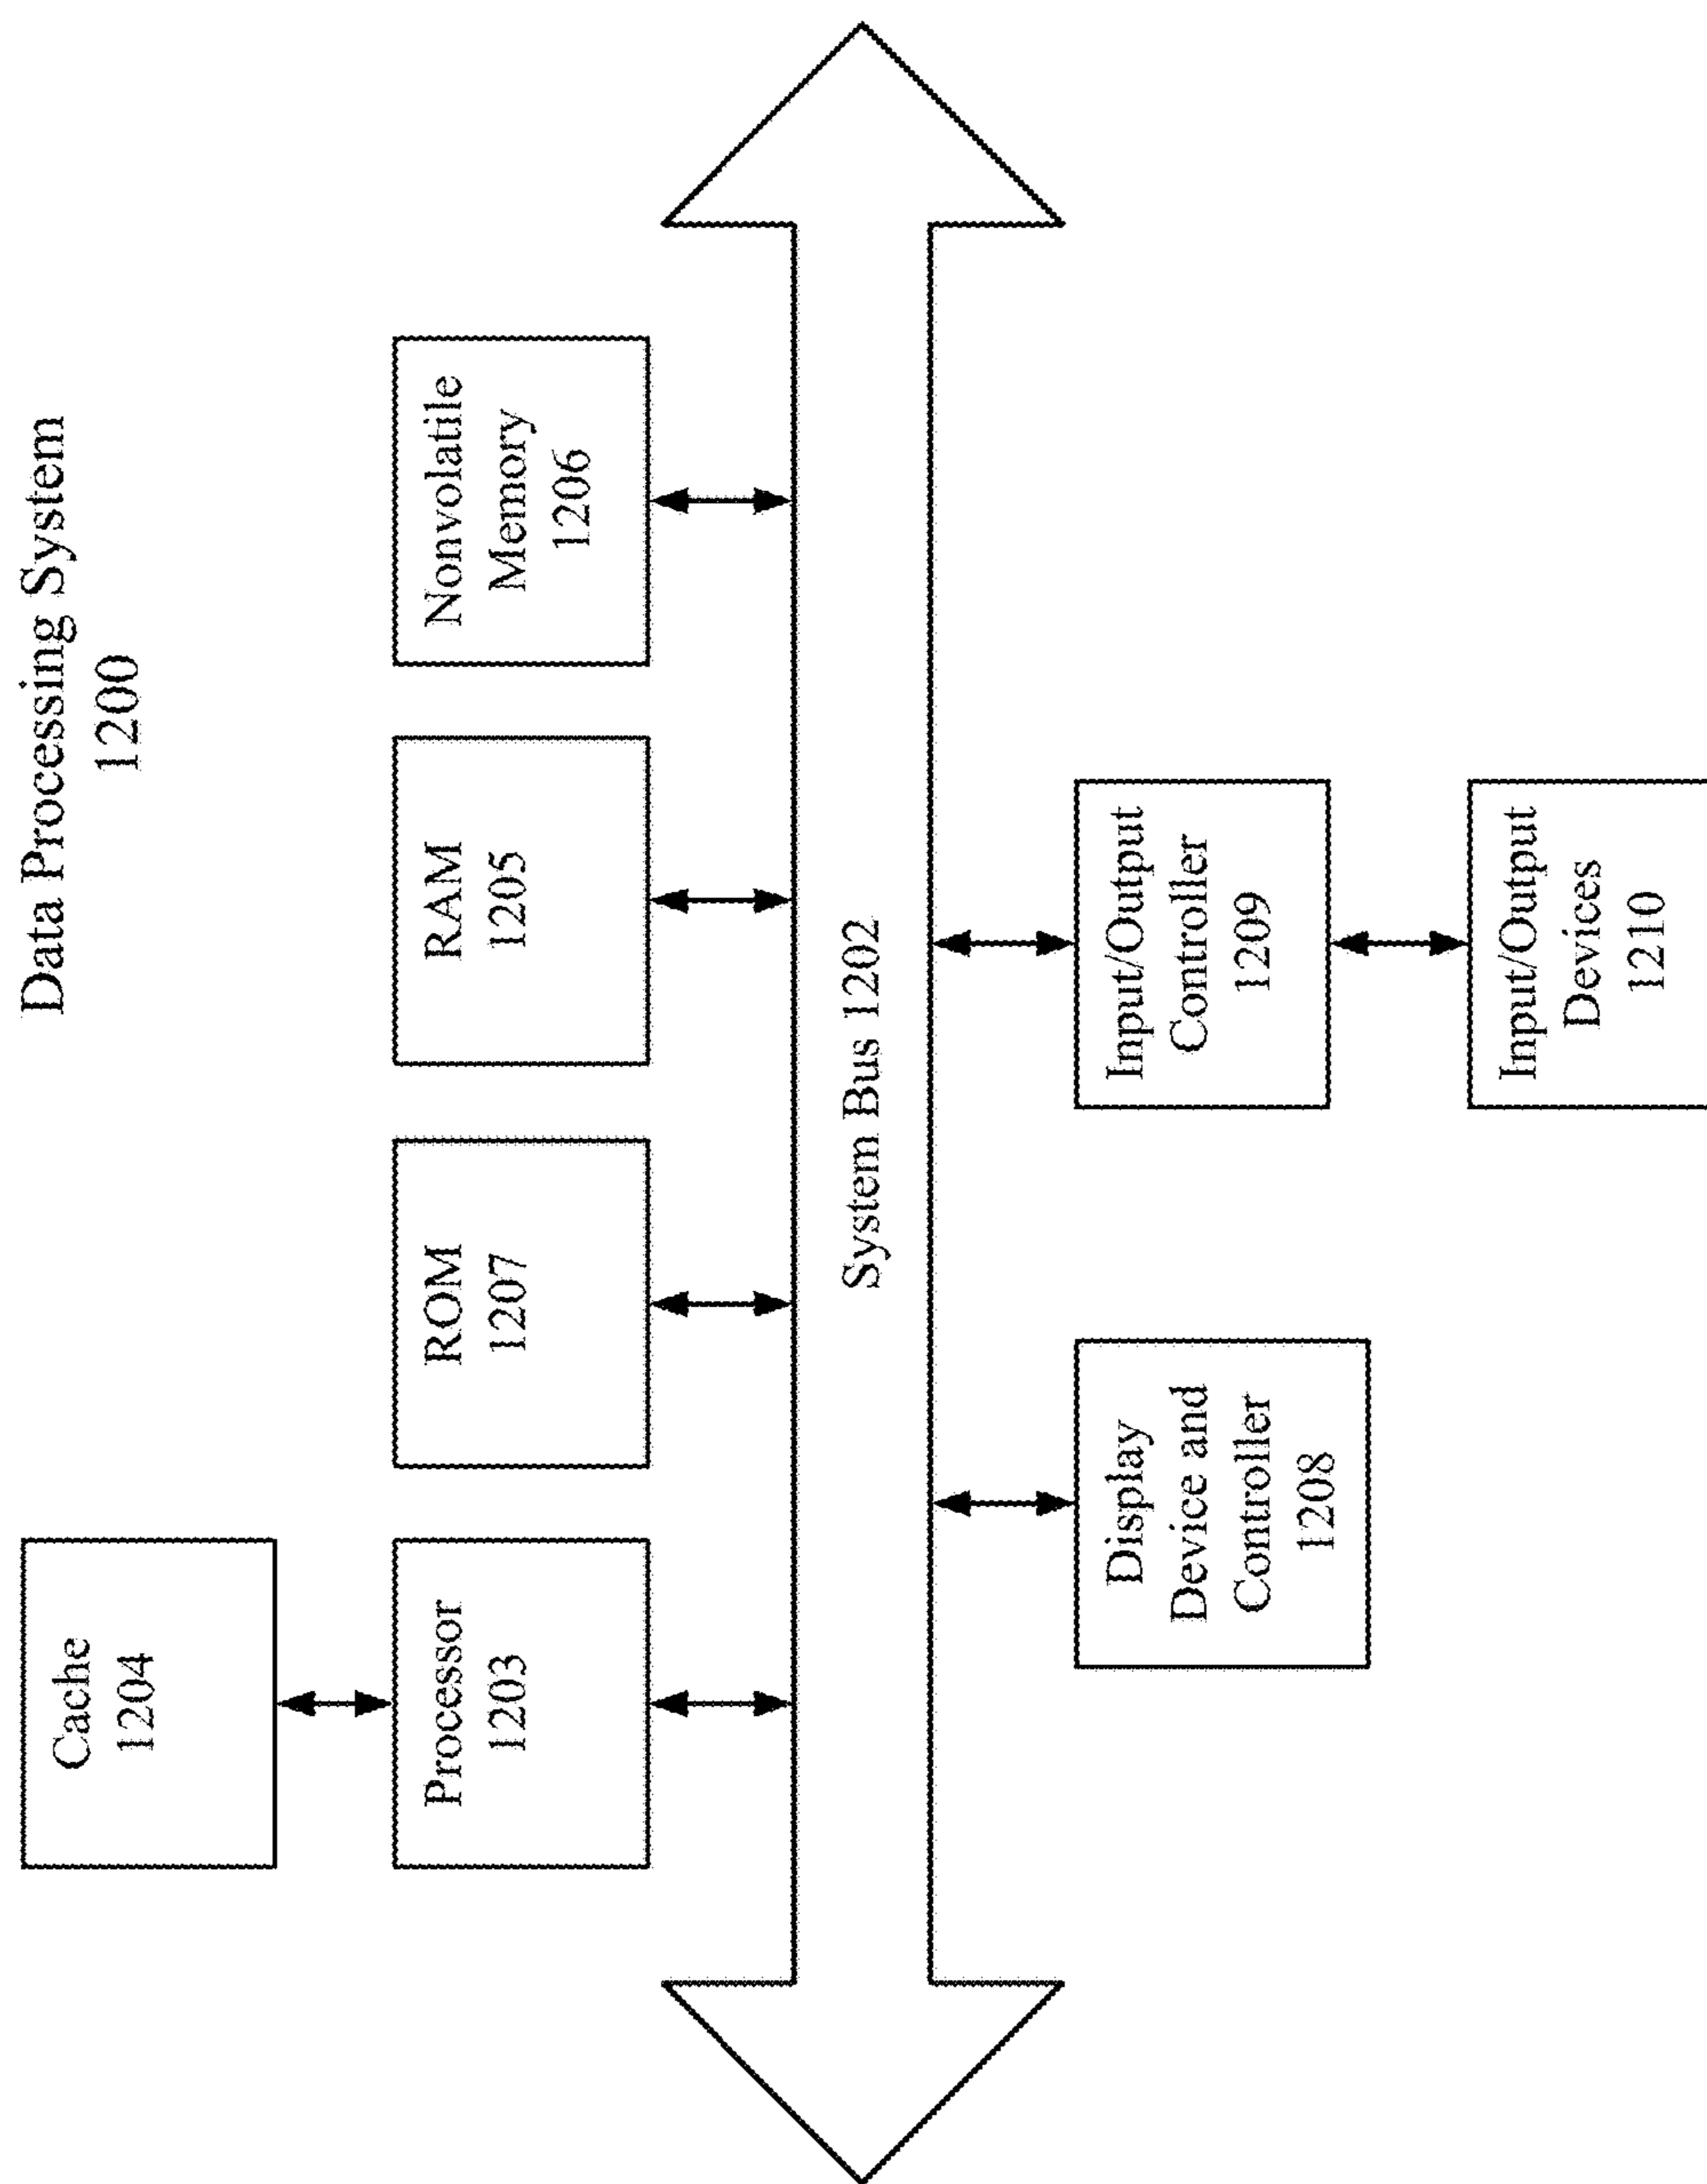 Data Processing System
1200
Cache
1204
Processor
1203
ROM
1207
RAM
1205
Nonvolatile
Memory
1206
System Bus 1202
Display
Device and
Controller
1208
Input/Output
Controller
1209
Input/Output
Devices
1210